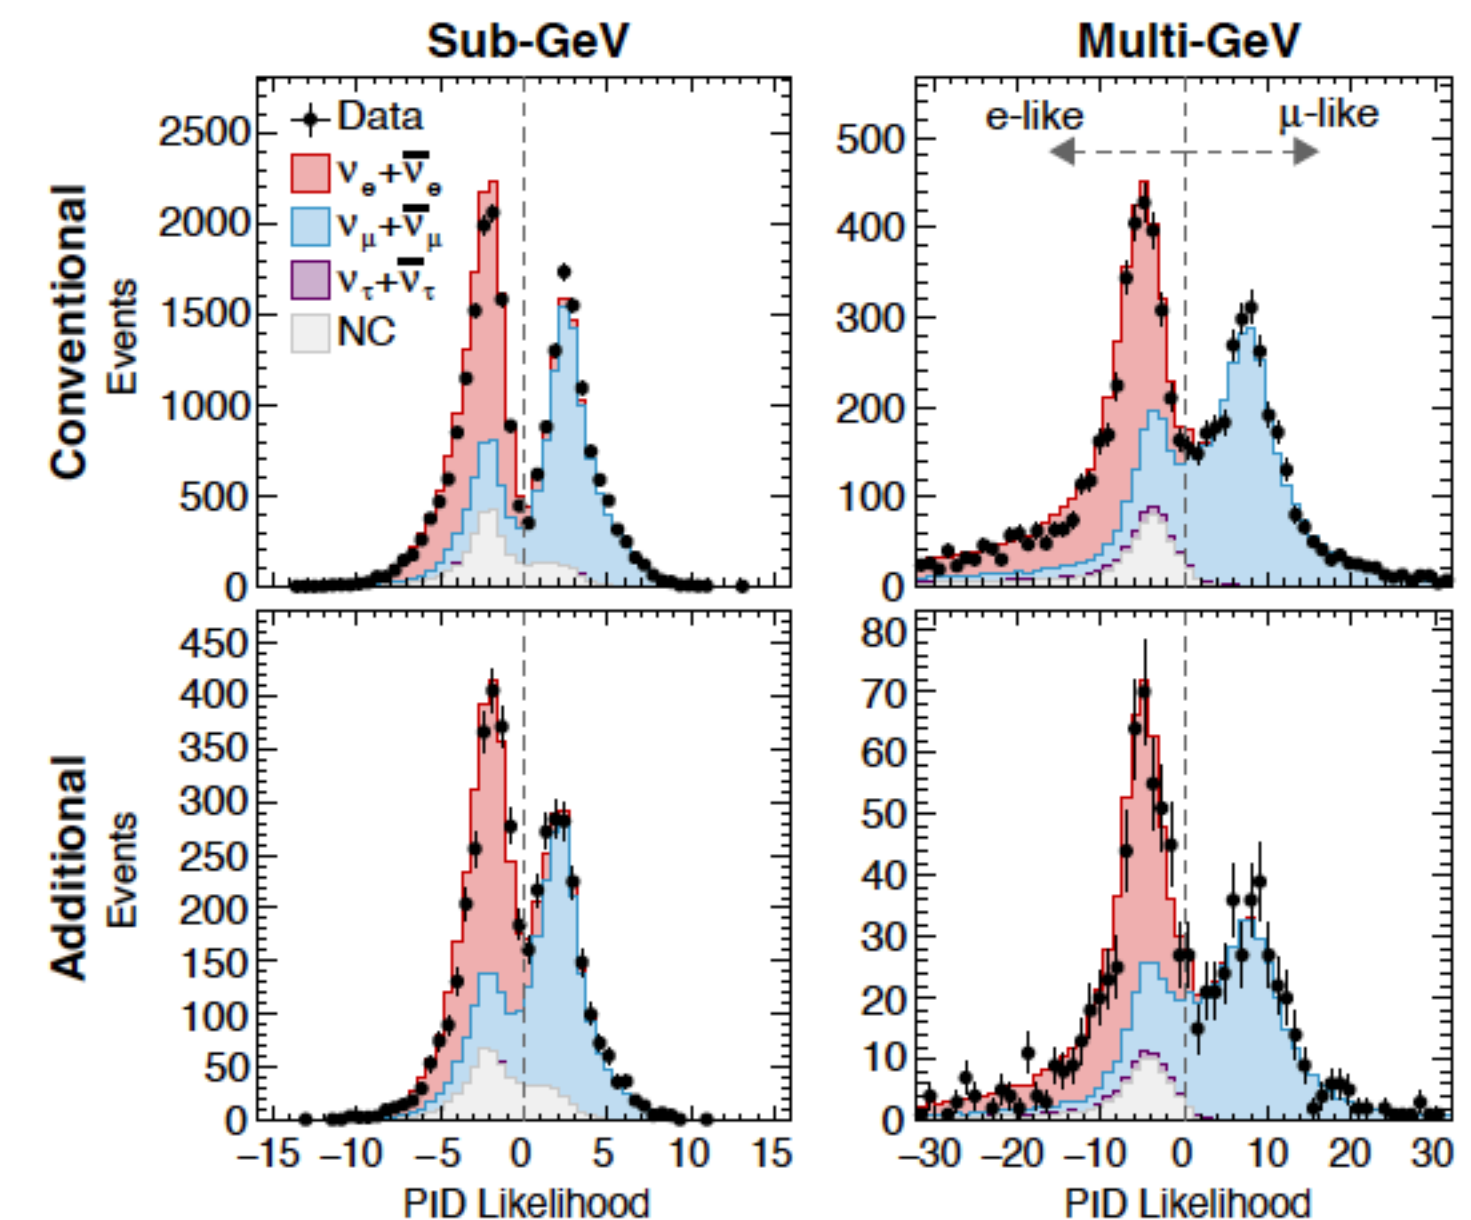 Sub-GeV
Multi-GeV
Conventional
Events
2500
2000
1500
1000
500
0
Data
νe+ν̅e
νμ+ν̅μ
ντ+ν̅τ
NC
500
400
300
200
100
0
e-like
μ-like
Additional
Events
450
400
350
300
250
200
150
100
50
0
80
70
60
50
40
30
20
10
0
−15 −10 −5 0 5 10 15
−30 −20 −10 0 10 20 30
PID Likelihood
PID Likelihood